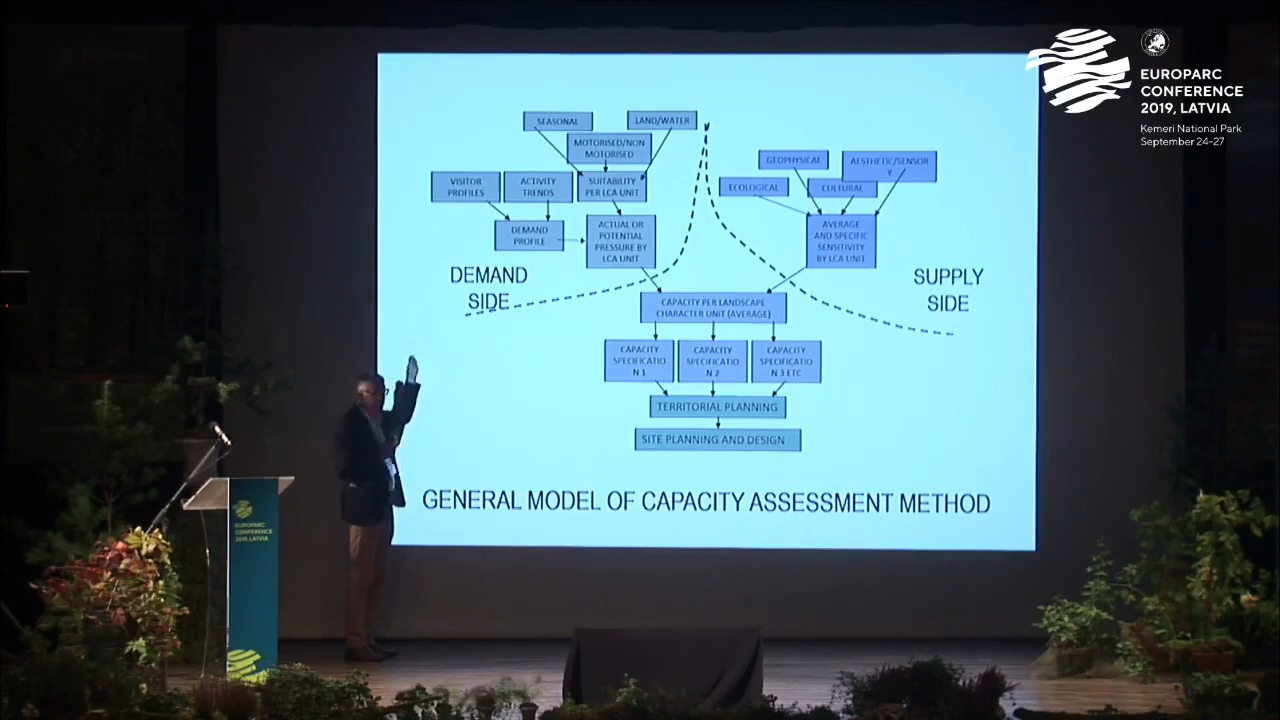 EUROPARC
CONFERENCE
2019, LATVIA
Kemeri National Park
September 24-27
SEASONAL
LAND/WATER
MOTORISED/NON
MOTORISED
VISITOR
PROFILES
ACTIVITY
TRENDS
SUITABILITY
PER LCA UNIT
DEMAND
PROFILE
ACTUAL OR
POTENTIAL
PRESSURE BY
LCA UNIT
GEOPHYSICAL
AESTHETIC/SENSOR
Y
ECOLOGICAL
CULTURAL
AVERAGE
AND SPECIFIC
SENSITIVITY
BY LCA UNIT
DEMAND
SIDE
SUPPLY
SIDE
CAPACITY PER LANDSCAPE
CHARACTER UNIT (AVERAGE)
CAPACITY
SPECIFICATIO
N 1
CAPACITY
SPECIFICATIO
N 2
CAPACITY
SPECIFICATIO
N 3 ETC
TERRITORIAL PLANNING
SITE PLANNING AND DESIGN
GENERAL MODEL OF CAPACITY ASSESSMENT METHOD
EUROPARC
CONFERENCE
2019, LATVIA